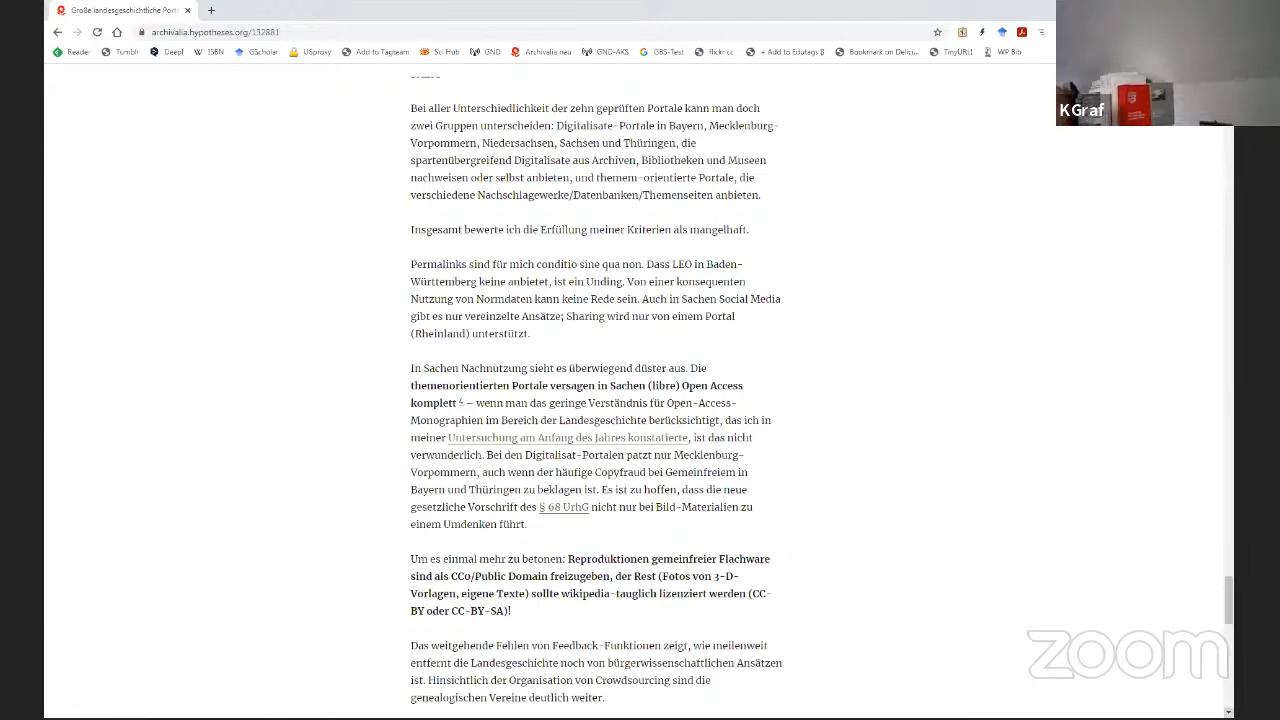 Große landesgeschichtliche Port
archivalia.hypotheses.org/132881
Reader Tumblr Deepl ISBN GScholar USproxy Add to Tagteam Sci Hub GND Archivalia neu GND-AKS GBS-Test Flickr cc + Add to Edutags β Bookmark on Delici... TinyURL! WP Bib
KGraf
Bei aller Unterschiedlichkeit der zehn geprüften Portale kann man doch
zwei Gruppen unterscheiden: Digitalisate-Portale in Bayern, Mecklenburg-
Vorpommern, Niedersachsen, Sachsen und Thüringen, die
spartenübergreifend Digitalisate aus Archiven, Bibliotheken und Museen
nachweisen oder selbst anbieten, und themem-orientierte Portale, die
verschiedene Nachschlagewerke/Datenbanken/Themenseiten anbieten.
Insgesamt bewerte ich die Erfüllung meiner Kriterien als mangelhaft.
Permalinks sind für mich conditio sine qua non. Dass LEO in Baden-
Württemberg keine anbietet, ist ein Unding. Von einer konsequenten
Nutzung von Normdaten kann keine Rede sein. Auch in Sachen Social Media
gibt es nur vereinzelte Ansätze; Sharing wird nur von einem Portal
(Rheinland) unterstützt.
In Sachen Nachnutzung sieht es überwiegend düster aus. Die
themenorientierten Portale versagen in Sachen (libre) Open Access
komplett 4 – wenn man das geringe Verständnis für Open-Access-
Monographien im Bereich der Landesgeschichte berücksichtigt, das ich in
meiner Untersuchung am Anfang des Jahres konstatierte, ist das nicht
verwunderlich. Bei den Digitalisat-Portalen patzt nur Mecklenburg-
Vorpommern, auch wenn der häufige Copyfraud bei Gemeinfreiem in
Bayern und Thüringen zu beklagen ist. Es ist zu hoffen, dass die neue
gesetzliche Vorschrift des § 68 UrhG nicht nur bei Bild-Materialien zu
einem Umdenken führt.
Um es einmal mehr zu betonen: Reproduktionen gemeinfreier Flachware
sind als CC0/Public Domain freizugeben, der Rest (Fotos von 3-D-
Vorlagen, eigene Texte) sollte wikipedia-tauglich lizenziert werden (CC-
BY oder CC-BY-SA)!
Das weitgehende Fehlen von Feedback-Funktionen zeigt, wie meilenweit
entfernt die Landesgeschichte noch von bürgerwissenschaftlichen Ansätzen
ist. Hinsichtlich der Organisation von Crowdsourcing sind die
genealogischen Vereine deutlich weiter.
zoom